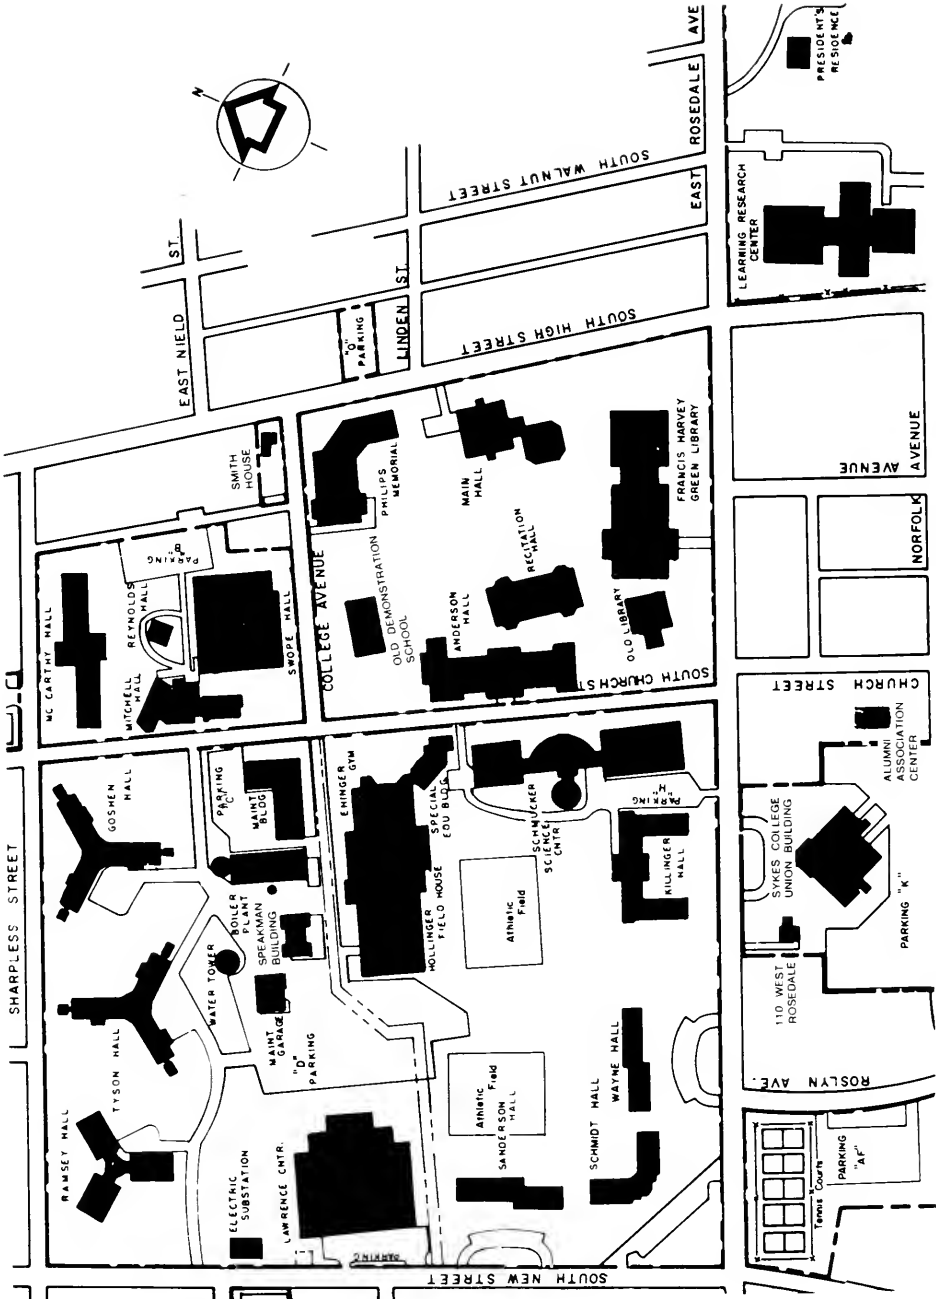 PRESIDENT'S
RESIDENCE
N
ROSEDALE AVE
EAST
SOUTH WALNUT STREET
LEARNING RESEARCH
CENTER
EAST NIELD ST.
LINDEN ST.
"O"
PARKING
SOUTH HIGH STREET
SMITH
HOUSE
PHILIPS
MEMORIAL
MAIN
HALL
FRANCIS HARVEY
GREEN LIBRARY
AVENUE
NORFOLK AVENUE
MC CARTHY HALL
PARKING
"B"
REYNOLDS
HALL
MITCHELL
HALL
SWOPE HALL
COLLEGE AVENUE
OLD DEMONSTRATION
SCHOOL
ANDERSON
HALL
RECITATION
HALL
OLD LIBRARY
SOUTH CHURCH ST.
CHURCH STREET
SHARPLESS STREET
GOSHEN
HALL
PARKING
"C"
MAINT
BLDG
EHINGER
GYM
SPECIAL
EDU BLDG
HOLLINGER
FIELD HOUSE
SCHMUCKER
SCIENCE
CNTR
PARKING
"H"
KILLINGER
HALL
Athletic
Field
ALUMNI
ASSOCIATION
CENTER
SYKES COLLEGE
UNION BUILDING
PARKING "K"
110 WEST
ROSEDALE
BOILER
PLANT
SPEAKMAN
BUILDING
WATER TOWER
MAINT
GARAGE
"D"
PARKING
TYSON HALL
RAMSEY HALL
ELECTRIC
SUBSTATION
LAWRENCE CNTR.
PARKING
Athletic
Field
SANDERSON
HALL
SCHMIDT HALL
WAYNE HALL
ROSLYN AVE.
Tennis Courts
PARKING
"AF"
SOUTH NEW STREET